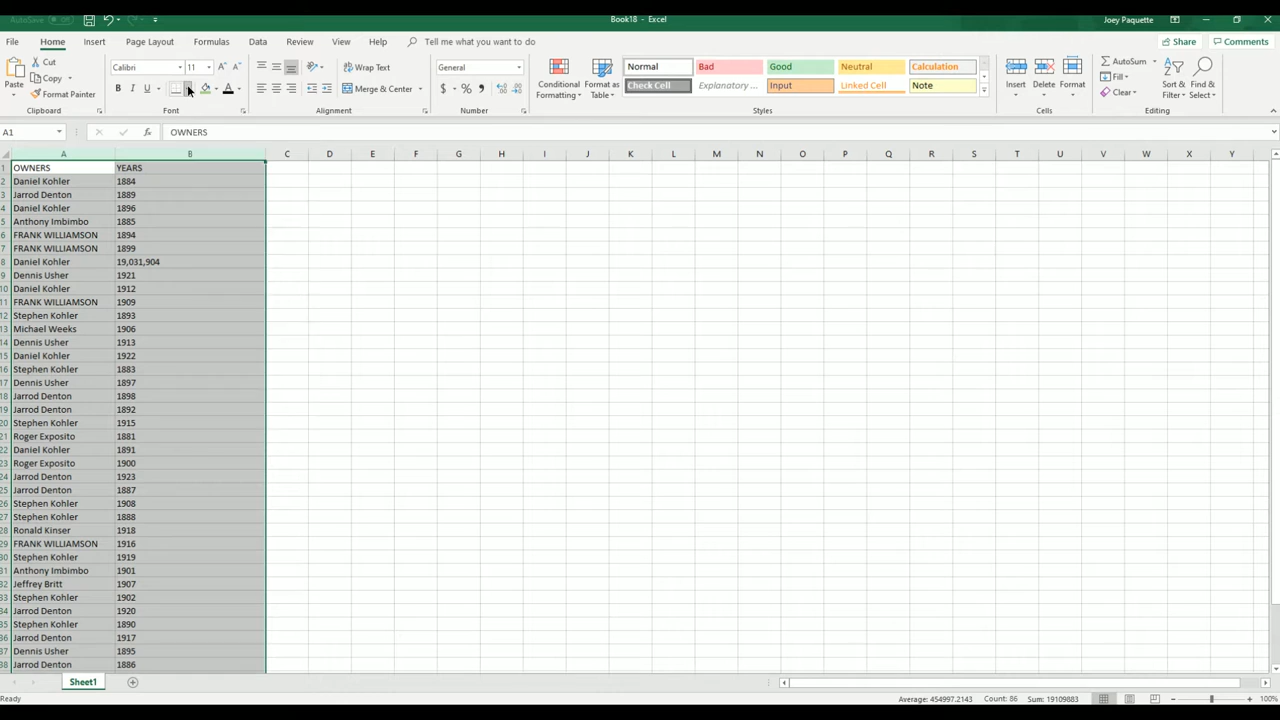 AutoSave Off Book18 - Excel Joey Paquette
File Home Insert Page Layout Formulas Data Review View Help Tell me what you want to do Share Comments
Paste Cut Copy Format Painter Clipboard
Calibri 11 A A B I U A Font
Wrap Text Merge & Center Alignment
General $ % , Number
Conditional Formatting Format as Table
Normal Bad Good Neutral Calculation
Check Cell Explanatory ... Input Linked Cell Note
Styles
Insert Delete Format Cells
AutoSum Fill Clear Sort & Filter Find & Select Editing
A1 fx OWNERS
A B C D E F G H I J K L M N O P Q R S T U V W X Y
1 OWNERS YEARS
2 Daniel Kohler 1884
3 Jarrod Denton 1889
4 Daniel Kohler 1896
5 Anthony Imbimbo 1885
6 FRANK WILLIAMSON 1894
7 FRANK WILLIAMSON 1899
8 Daniel Kohler 19,031,904
9 Dennis Usher 1921
10 Daniel Kohler 1912
11 FRANK WILLIAMSON 1909
12 Stephen Kohler 1893
13 Michael Weeks 1906
14 Dennis Usher 1913
15 Daniel Kohler 1922
16 Stephen Kohler 1883
17 Dennis Usher 1897
18 Jarrod Denton 1898
19 Jarrod Denton 1892
20 Stephen Kohler 1915
21 Roger Exposito 1881
22 Daniel Kohler 1891
23 Roger Exposito 1900
24 Jarrod Denton 1923
25 Jarrod Denton 1887
26 Stephen Kohler 1908
27 Stephen Kohler 1888
28 Ronald Kinser 1918
29 FRANK WILLIAMSON 1916
30 Stephen Kohler 1919
31 Anthony Imbimbo 1901
32 Jeffrey Britt 1907
33 Stephen Kohler 1902
34 Jarrod Denton 1920
35 Stephen Kohler 1890
36 Jarrod Denton 1917
37 Dennis Usher 1895
38 Jarrod Denton 1886
Sheet1
Ready Average: 454997.2143 Count: 86 Sum: 19109883 100%